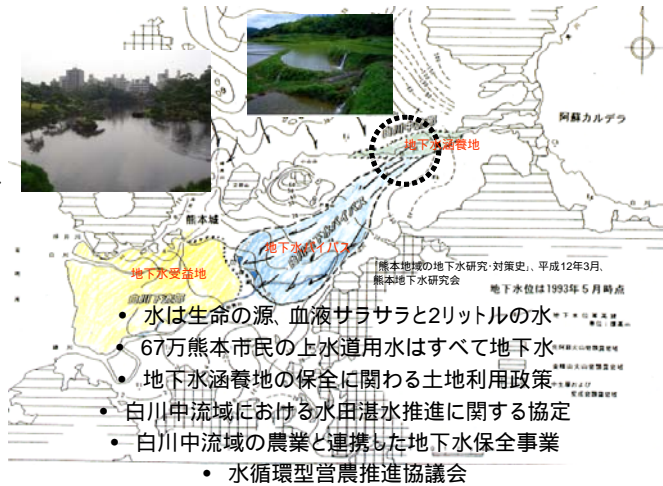 阿蘇カルデラ
地下水涵養地
熊本城
地下水バイパス
地下水受益地
「熊本地域の地下水研究・対策史」、平成12年3月、
熊本地下水研究会
地下水位は1993年5月時点
• 水は生命の源、血液サラサラと2リットルの水
• 67万熊本市民の上水道用水はすべて地下水
• 地下水涵養地の保全に関わる土地利用政策
• 白川中流域における水田湛水推進に関する協定
• 白川中流域の農業と連携した地下水保全事業
• 水循環型営農推進協議会